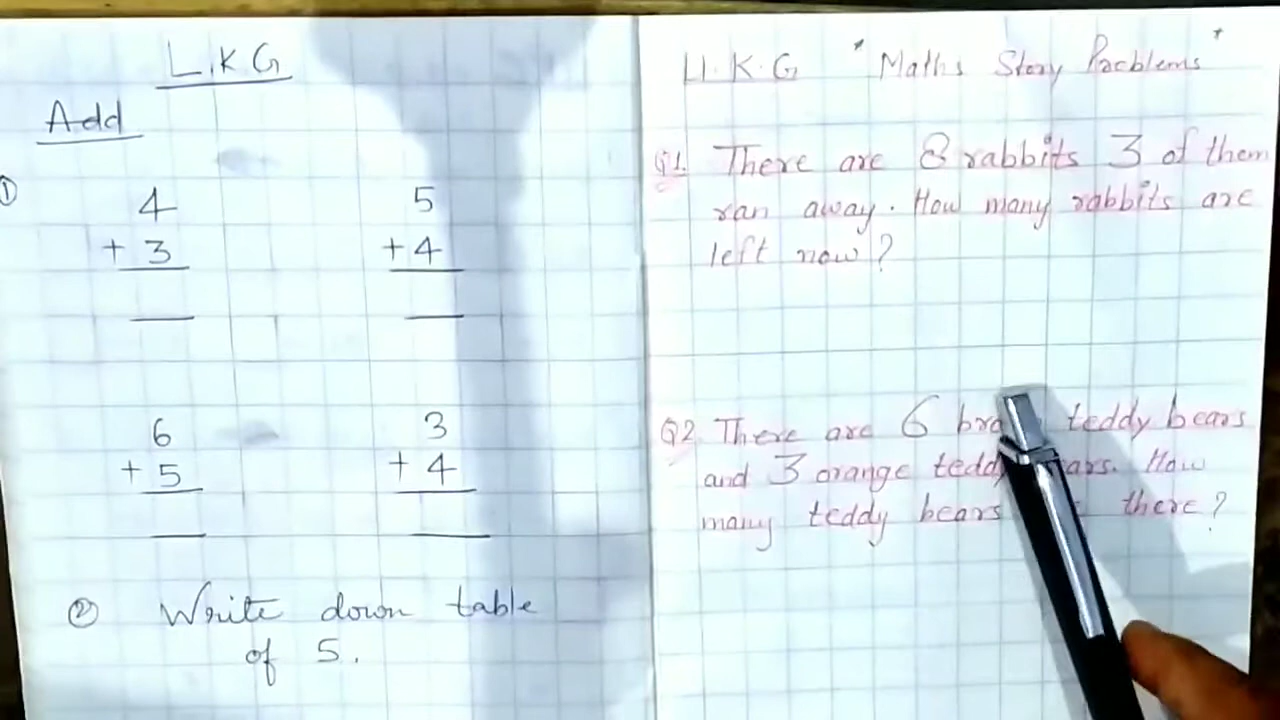 L.K.G
Add
①
4
+ 3
5
+ 4
6
+ 5
3
+ 4
② Write down table
of 5.
U.K.G "Maths Story Problems"
Q1. There are 8 rabbits 3 of them
ran away. How many rabbits are
left now?
Q2. There are 6 teddy bears
and 3 orange teddy. How
many teddy bears there?